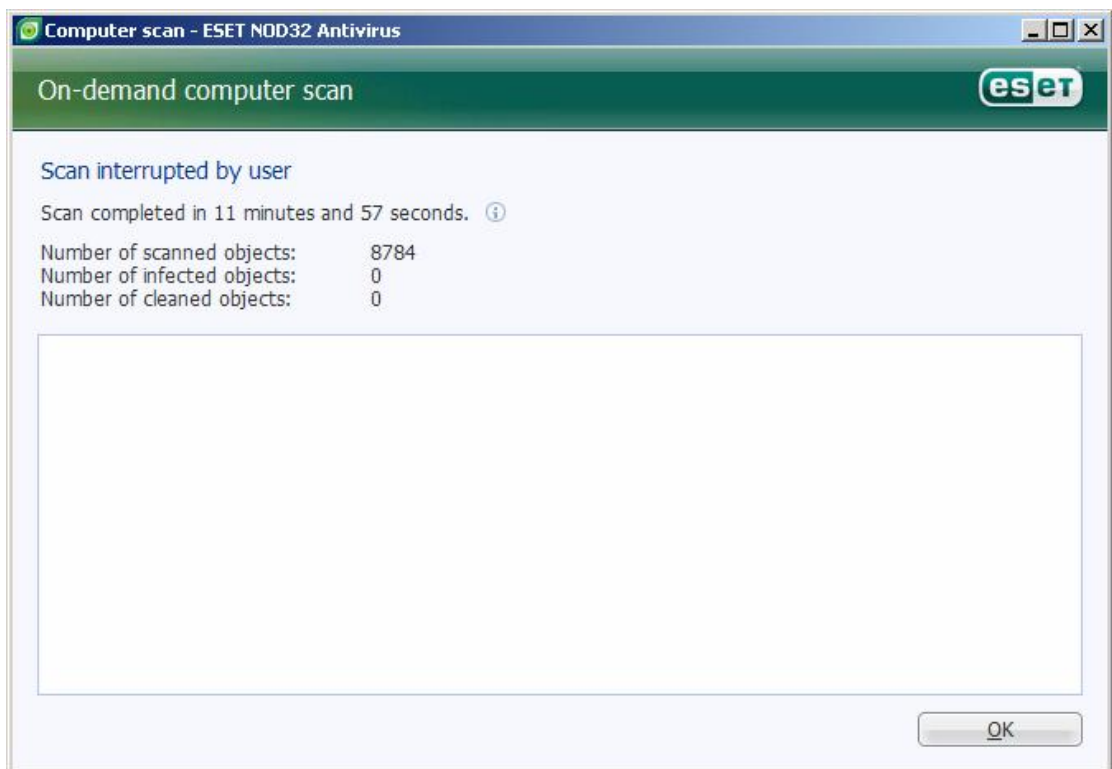 Computer scan - ESET NOD32 Antivirus
On-demand computer scan
eseT
Scan interrupted by user
Scan completed in 11 minutes and 57 seconds.
Number of scanned objects: 8784
Number of infected objects: 0
Number of cleaned objects: 0
OK